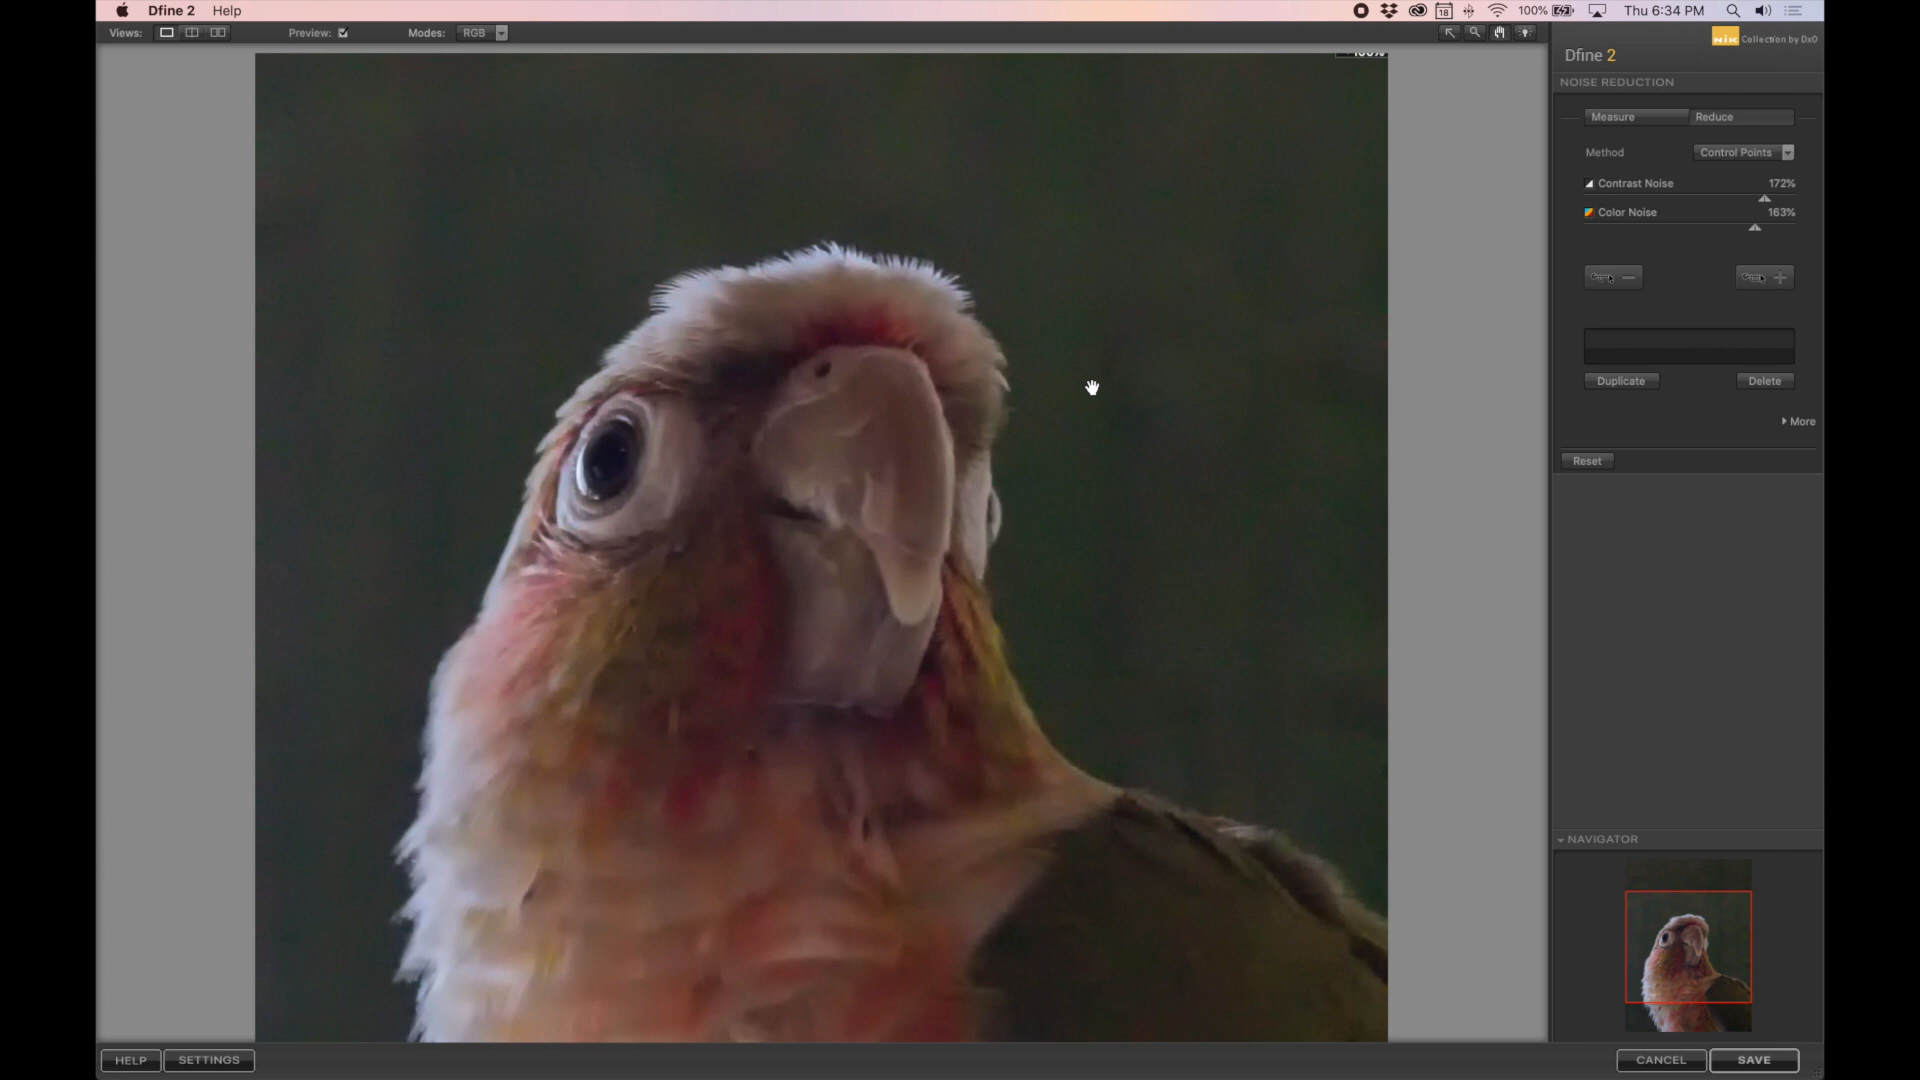 Dfine 2 Help
18 100% Thu 6:34 PM
Views: Preview: Modes: RGB
Nik Collection by DxO
Dfine 2
NOISE REDUCTION
Measure Reduce
Method Control Points
Contrast Noise 172%
Color Noise 163%
Duplicate Delete
More
Reset
NAVIGATOR
HELP SETTINGS CANCEL SAVE